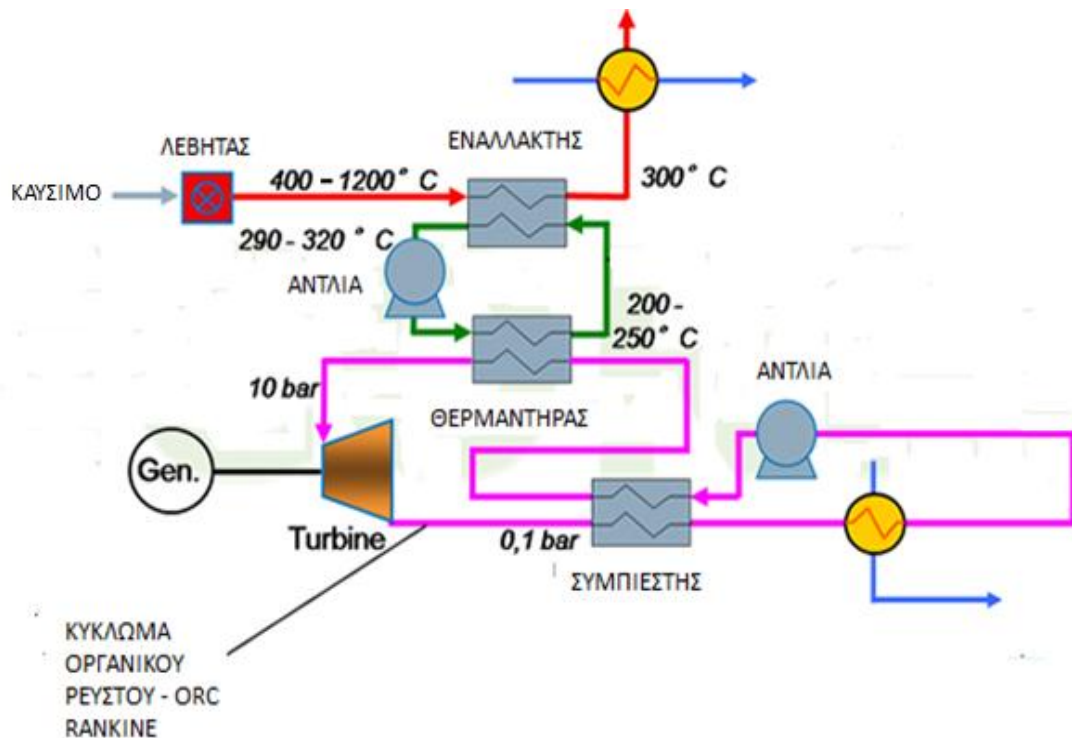 ΛΕΒΗΤΑΣ
ΕΝΑΛΛΑΚΤΗΣ
ΚΑΥΣΙΜΟ
400 – 1200° C
300° C
290 - 320 ° C
ΑΝΤΛΙΑ
200 -
250° C
10 bar
ΘΕΡΜΑΝΤΗΡΑΣ
ΑΝΤΛΙΑ
Gen.
Turbine
0,1 bar
ΣΥΜΠΙΕΣΤΗΣ
ΚΥΚΛΩΜΑ
ΟΡΓΑΝΙΚΟΥ
ΡΕΥΣΤΟΥ - ORC
RANKINE